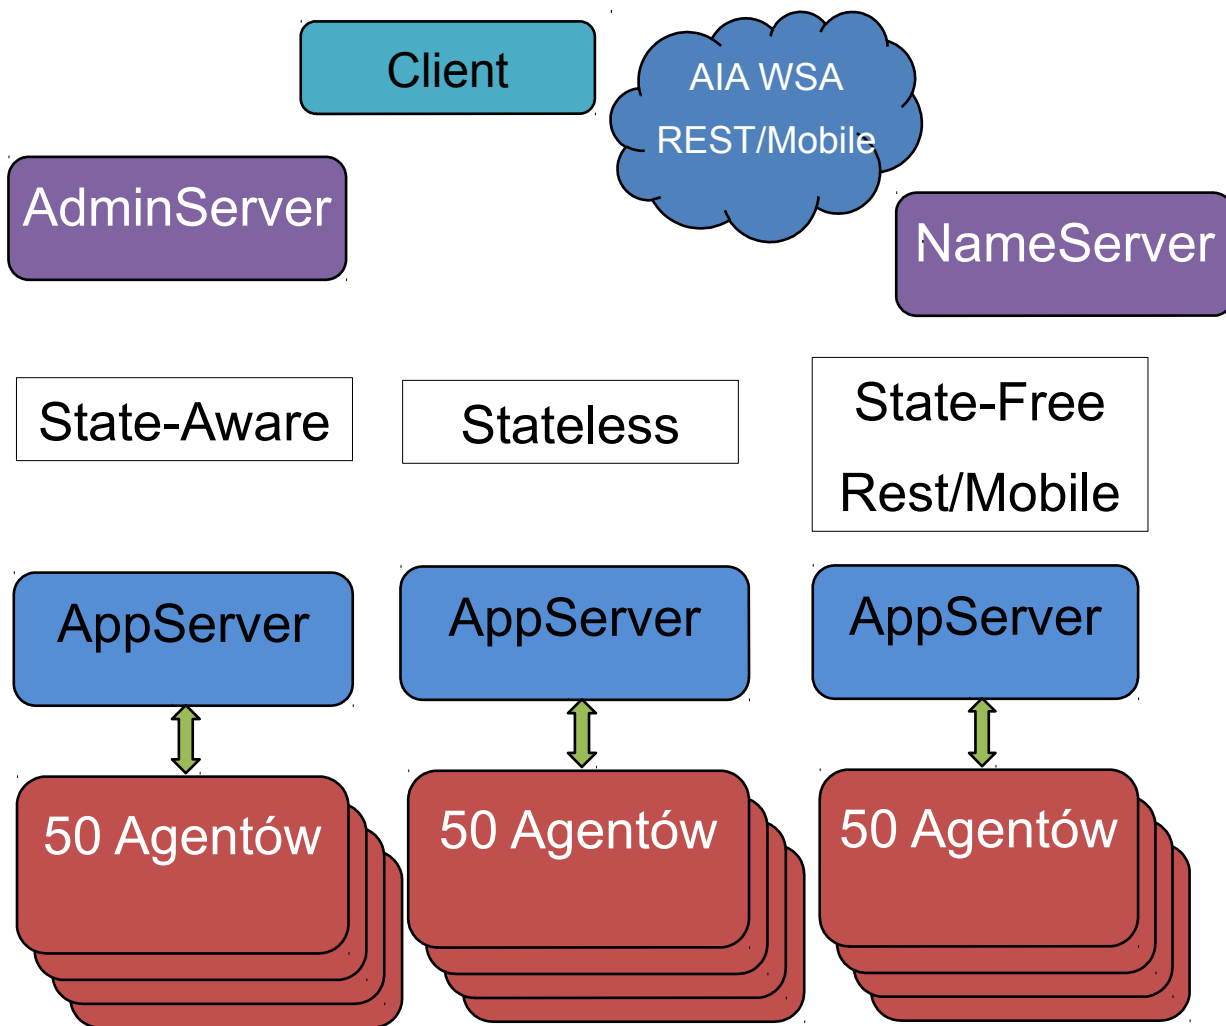 Client
AIA WSA
REST/Mobile
AdminServer
NameServer
State-Aware
Stateless
State-Free
Rest/Mobile
AppServer
AppServer
AppServer
50 Agentów
50 Agentów
50 Agentów